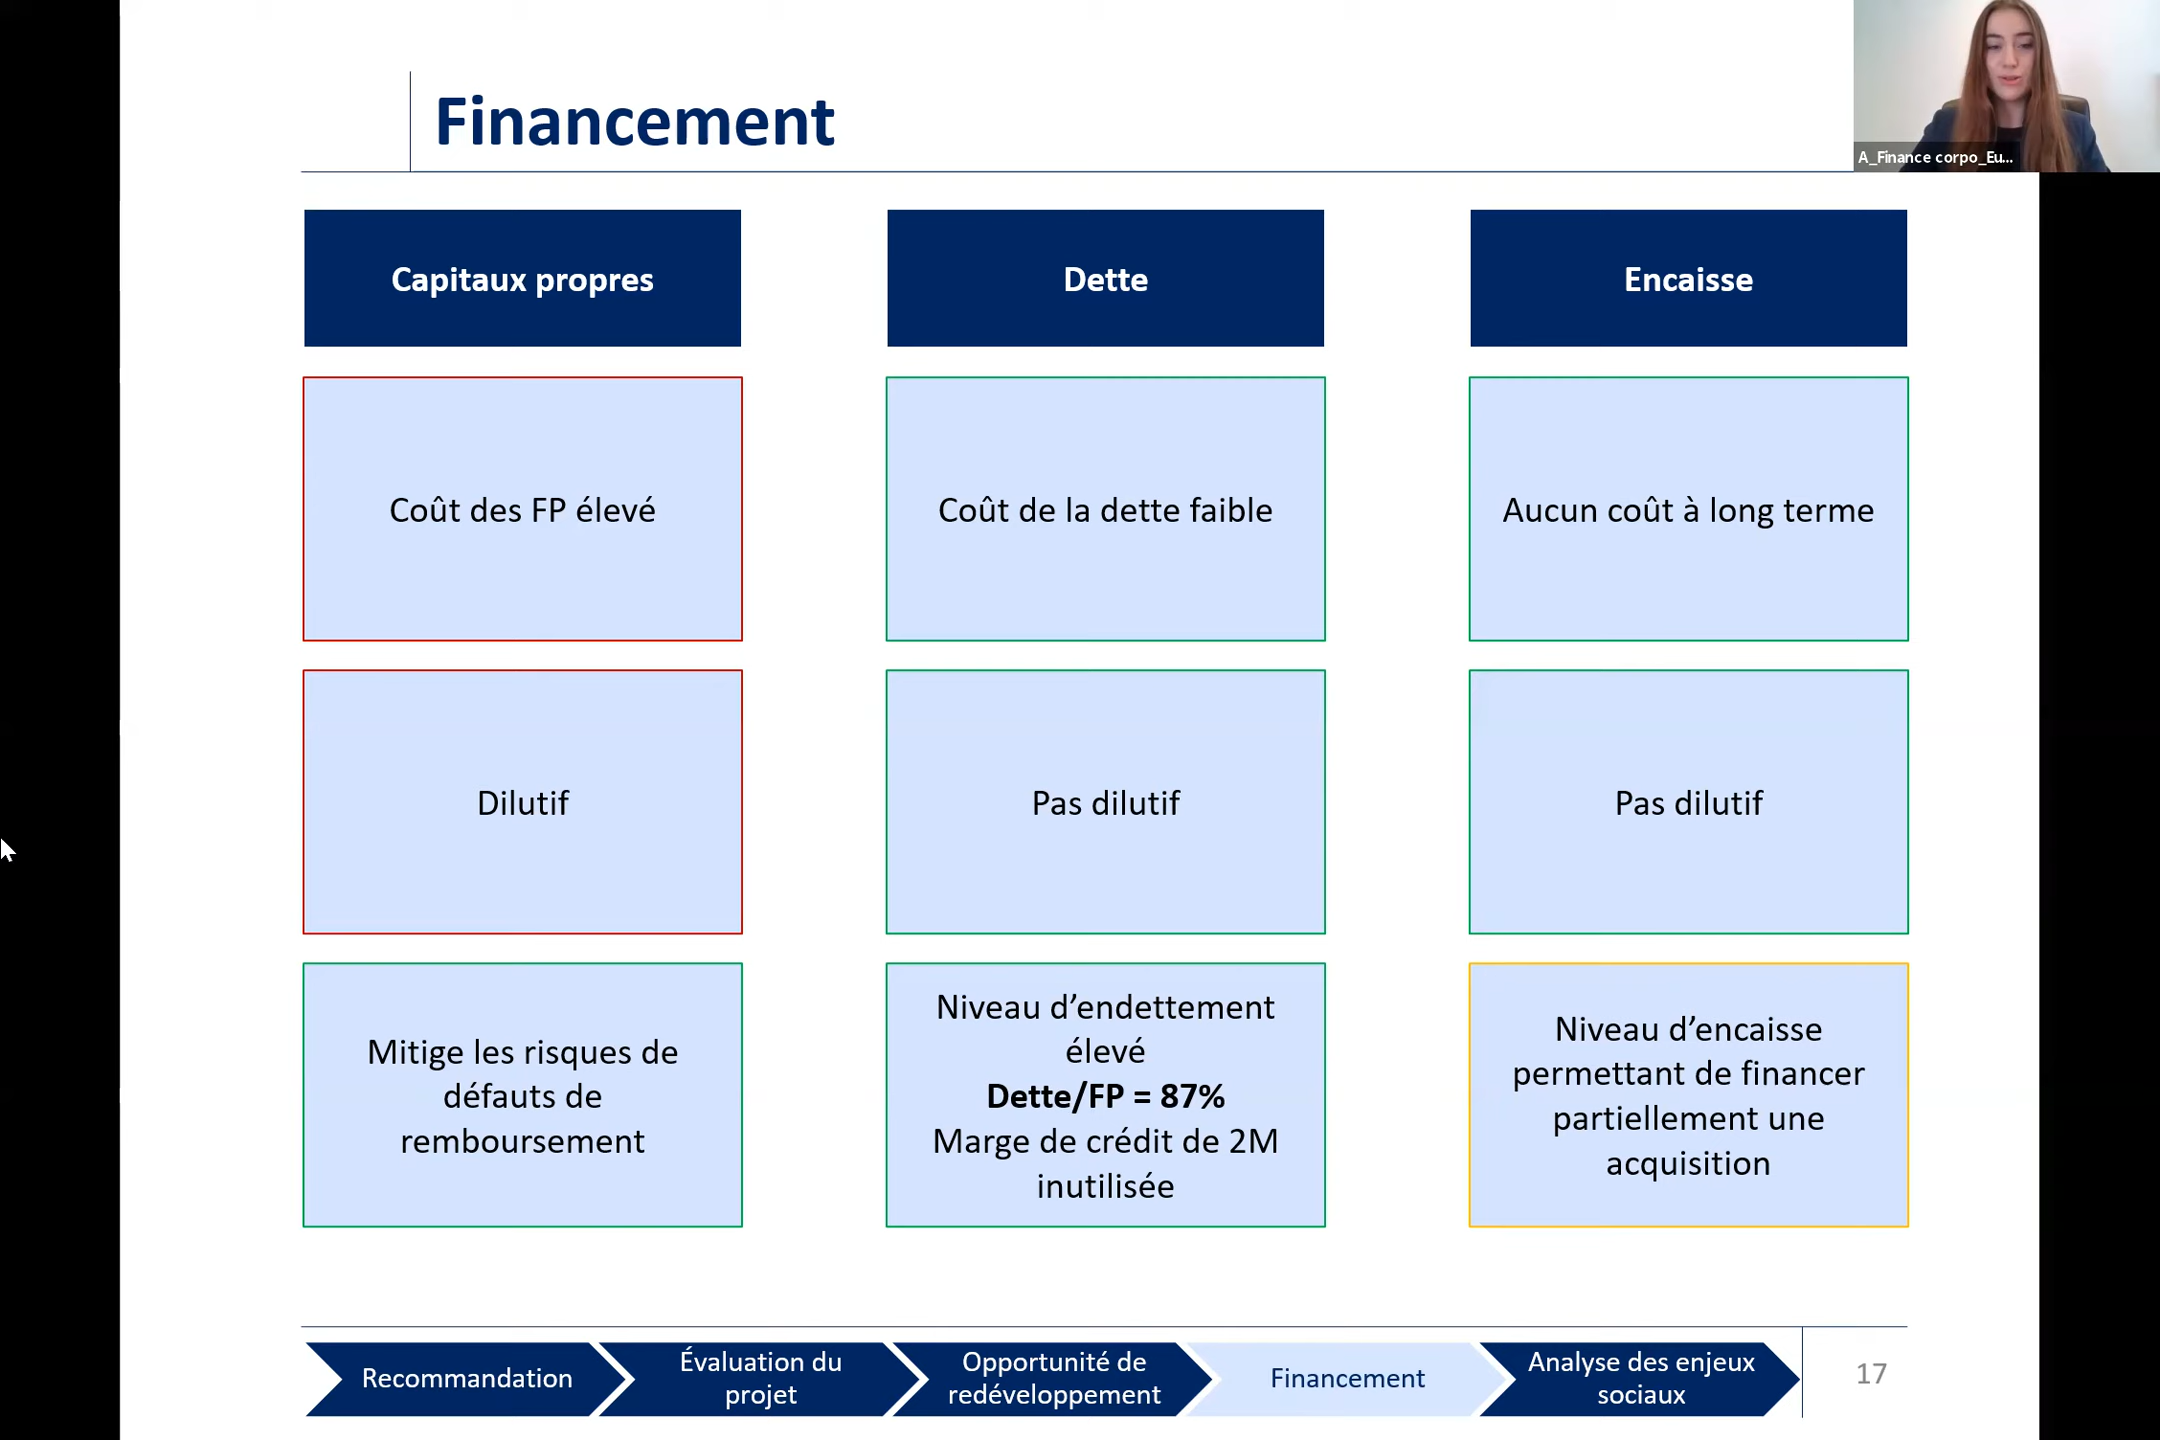 Financement
A_Finance corpo_Eu...
Capitaux propres
Dette
Encaisse
Coût des FP élevé
Coût de la dette faible
Aucun coût à long terme
Dilutif
Pas dilutif
Pas dilutif
Mitige les risques de
défauts de
remboursement
Niveau d’endettement
élevé
Dette/FP = 87%
Marge de crédit de 2M
inutilisée
Niveau d’encaisse
permettant de financer
partiellement une
acquisition
Recommandation
Évaluation du
projet
Opportunité de
redéveloppement
Financement
Analyse des enjeux
sociaux
17